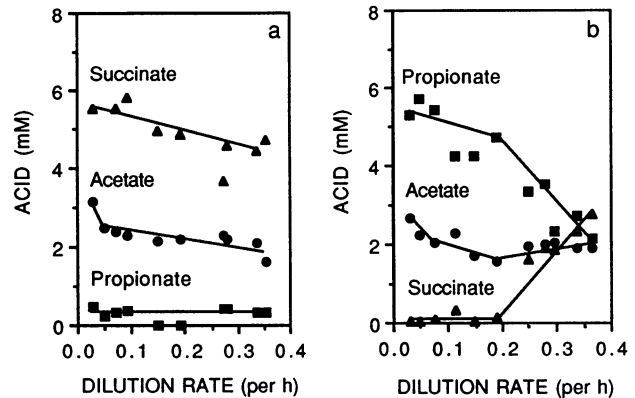 a
8
6
4
2
0
ACID (mM)
Succinate
Acetate
Propionate
0.0 0.1 0.2 0.3 0.4
DILUTION RATE (per h)
b
8
6
4
2
0
ACID (mM)
Propionate
Acetate
Succinate
0.0 0.1 0.2 0.3 0.4
DILUTION RATE (per h)